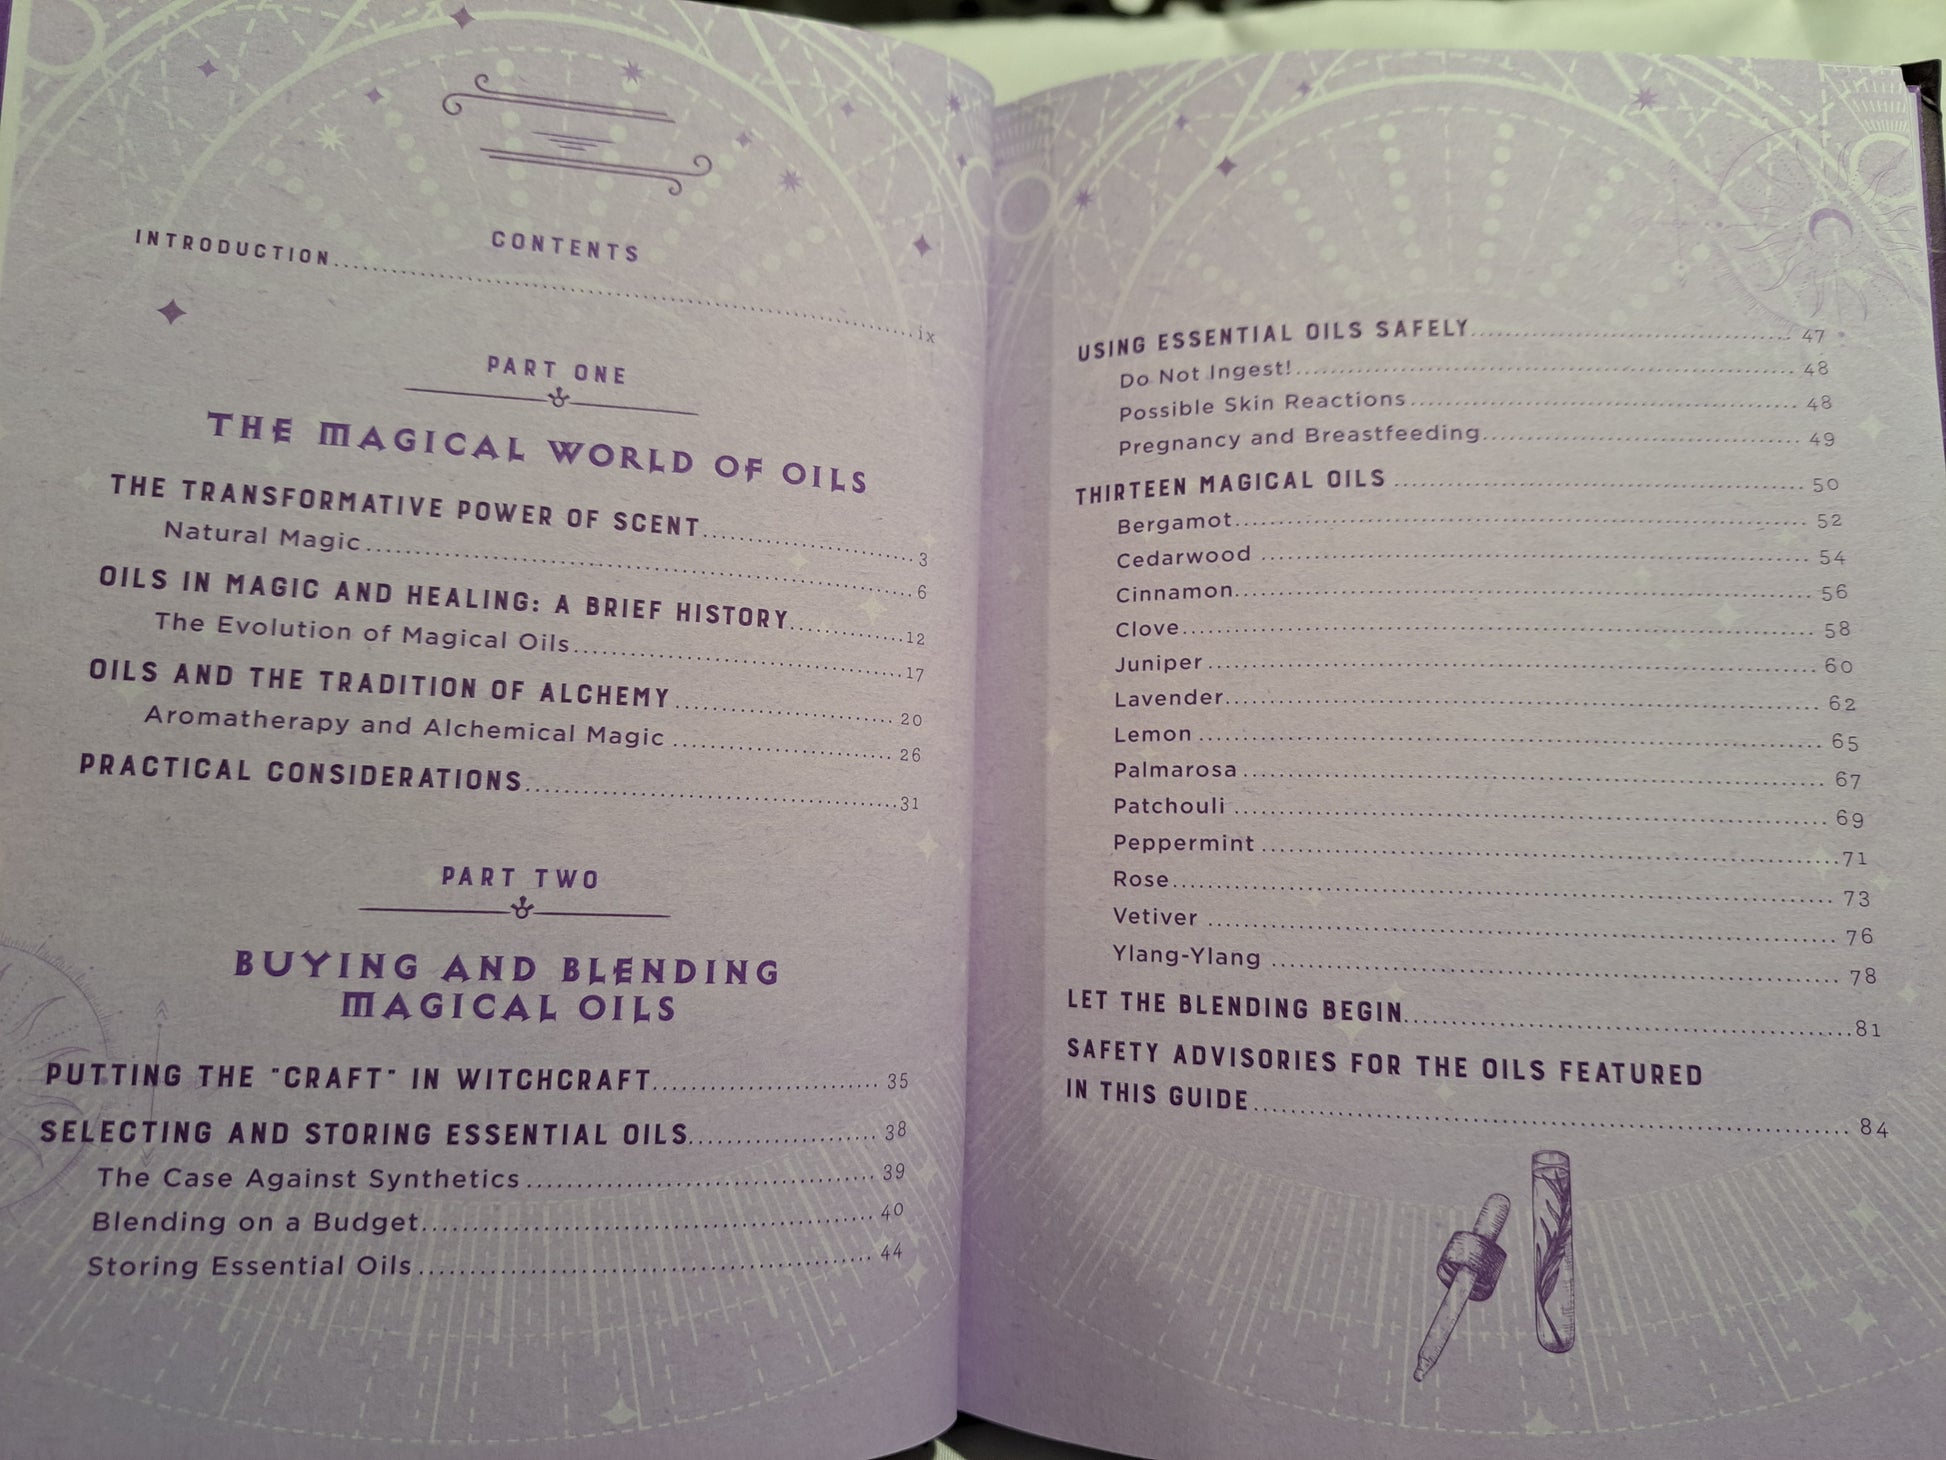 CONTENTS
INTRODUCTION.....ix
PART ONE
THE MAGICAL WORLD OF OILS
THE TRANSFORMATIVE POWER OF SCENT.....3
Natural Magic.....6
OILS IN MAGIC AND HEALING: A BRIEF HISTORY.....12
The Evolution of Magical Oils.....17
OILS AND THE TRADITION OF ALCHEMY.....20
Aromatherapy and Alchemical Magic.....26
PRACTICAL CONSIDERATIONS.....31
PART TWO
BUYING AND BLENDING
MAGICAL OILS
PUTTING THE "CRAFT" IN WITCHCRAFT.....35
SELECTING AND STORING ESSENTIAL OILS.....38
The Case Against Synthetics.....39
Blending on a Budget.....40
Storing Essential Oils.....44
USING ESSENTIAL OILS SAFELY.....47
Do Not Ingest!.....48
Possible Skin Reactions.....48
Pregnancy and Breastfeeding.....49
THIRTEEN MAGICAL OILS.....50
Bergamot.....52
Cedarwood.....54
Cinnamon.....56
Clove.....58
Juniper.....60
Lavender.....62
Lemon.....65
Palmarosa.....67
Patchouli.....69
Peppermint.....71
Rose.....73
Vetiver.....76
Ylang-Ylang.....78
LET THE BLENDING BEGIN.....81
SAFETY ADVISORIES FOR THE OILS FEATURED
IN THIS GUIDE.....84